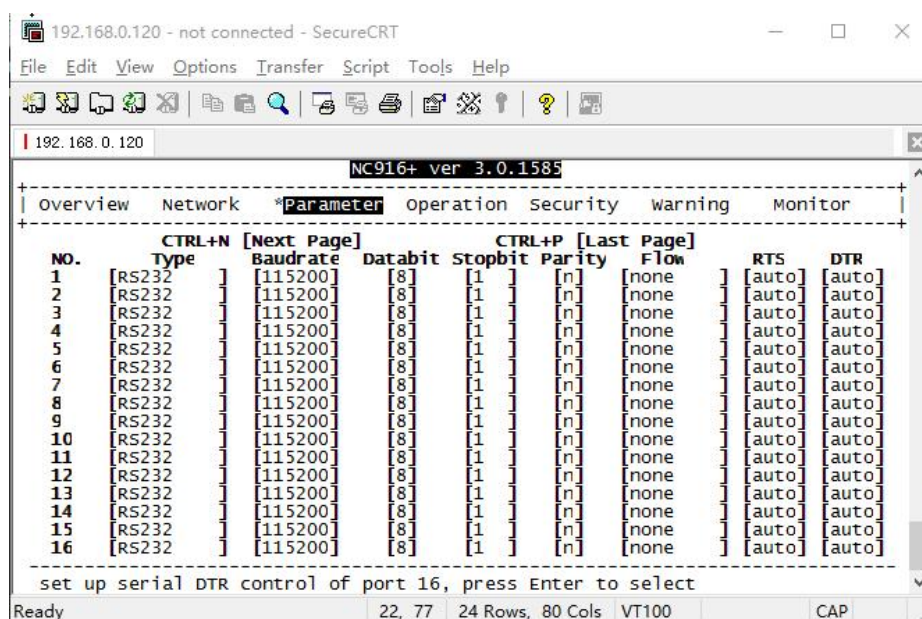 192.168.0.120 - not connected - SecureCRT
File Edit View Options Transfer Script Tools Help
192.168.0.120
NC916+ ver 3.0.1585
Overview Network *Parameter Operation Security Warning Monitor
CTRL+N [Next Page] CTRL+P [Last Page]
NO. Type Baudrate Databit Stopbit Parity Flow RTS DTR
1 [RS232 ] [115200] [8] [1 ] [n] [none ] [auto] [auto]
2 [RS232 ] [115200] [8] [1 ] [n] [none ] [auto] [auto]
3 [RS232 ] [115200] [8] [1 ] [n] [none ] [auto] [auto]
4 [RS232 ] [115200] [8] [1 ] [n] [none ] [auto] [auto]
5 [RS232 ] [115200] [8] [1 ] [n] [none ] [auto] [auto]
6 [RS232 ] [115200] [8] [1 ] [n] [none ] [auto] [auto]
7 [RS232 ] [115200] [8] [1 ] [n] [none ] [auto] [auto]
8 [RS232 ] [115200] [8] [1 ] [n] [none ] [auto] [auto]
9 [RS232 ] [115200] [8] [1 ] [n] [none ] [auto] [auto]
10 [RS232 ] [115200] [8] [1 ] [n] [none ] [auto] [auto]
11 [RS232 ] [115200] [8] [1 ] [n] [none ] [auto] [auto]
12 [RS232 ] [115200] [8] [1 ] [n] [none ] [auto] [auto]
13 [RS232 ] [115200] [8] [1 ] [n] [none ] [auto] [auto]
14 [RS232 ] [115200] [8] [1 ] [n] [none ] [auto] [auto]
15 [RS232 ] [115200] [8] [1 ] [n] [none ] [auto] [auto]
16 [RS232 ] [115200] [8] [1 ] [n] [none ] [auto] [auto]
set up serial DTR control of port 16, press Enter to select
Ready 22, 77 24 Rows, 80 Cols VT100 CAP